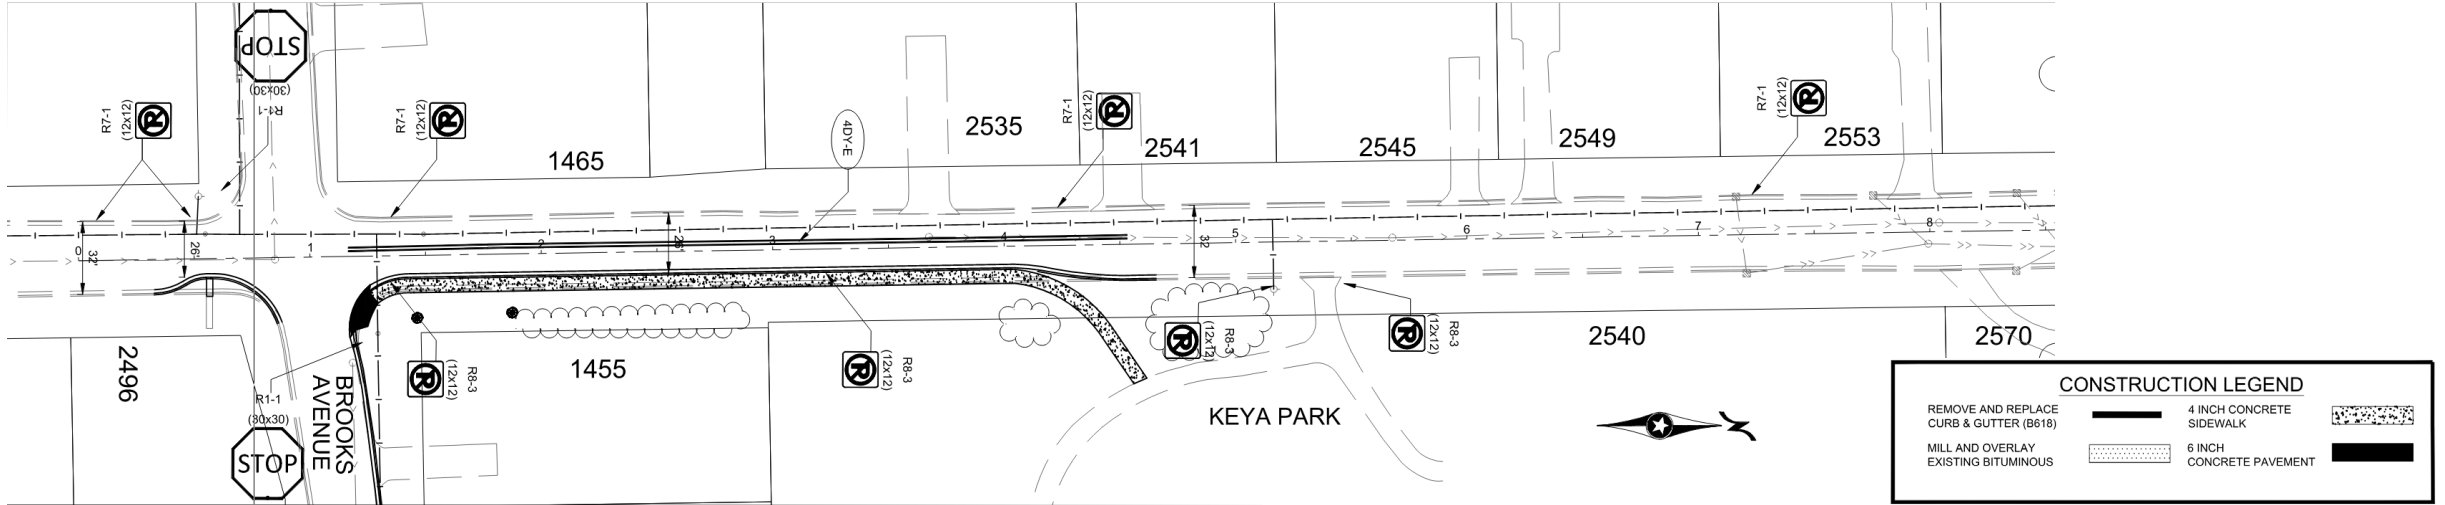 STOP
(30x30)
R1-1
R7-1
(12x12)
R7-1
(12x12)
1465
4DY-E
2535
R7-1
(12x12)
2541
2545
2549
R7-1
(12x12)
2553
0
1
2
3
4
5
6
7
8
32'
26'
26'
32'
2496
R1-1
(30x30)
STOP
BROOKS
AVENUE
R8-3
(12x12)
1455
R8-3
(12x12)
R8-3
(12x12)
KEYA PARK
R8-3
(12x12)
2540
2570
CONSTRUCTION LEGEND
REMOVE AND REPLACE
CURB & GUTTER (B618)
4 INCH CONCRETE
SIDEWALK
MILL AND OVERLAY
EXISTING BITUMINOUS
6 INCH
CONCRETE PAVEMENT